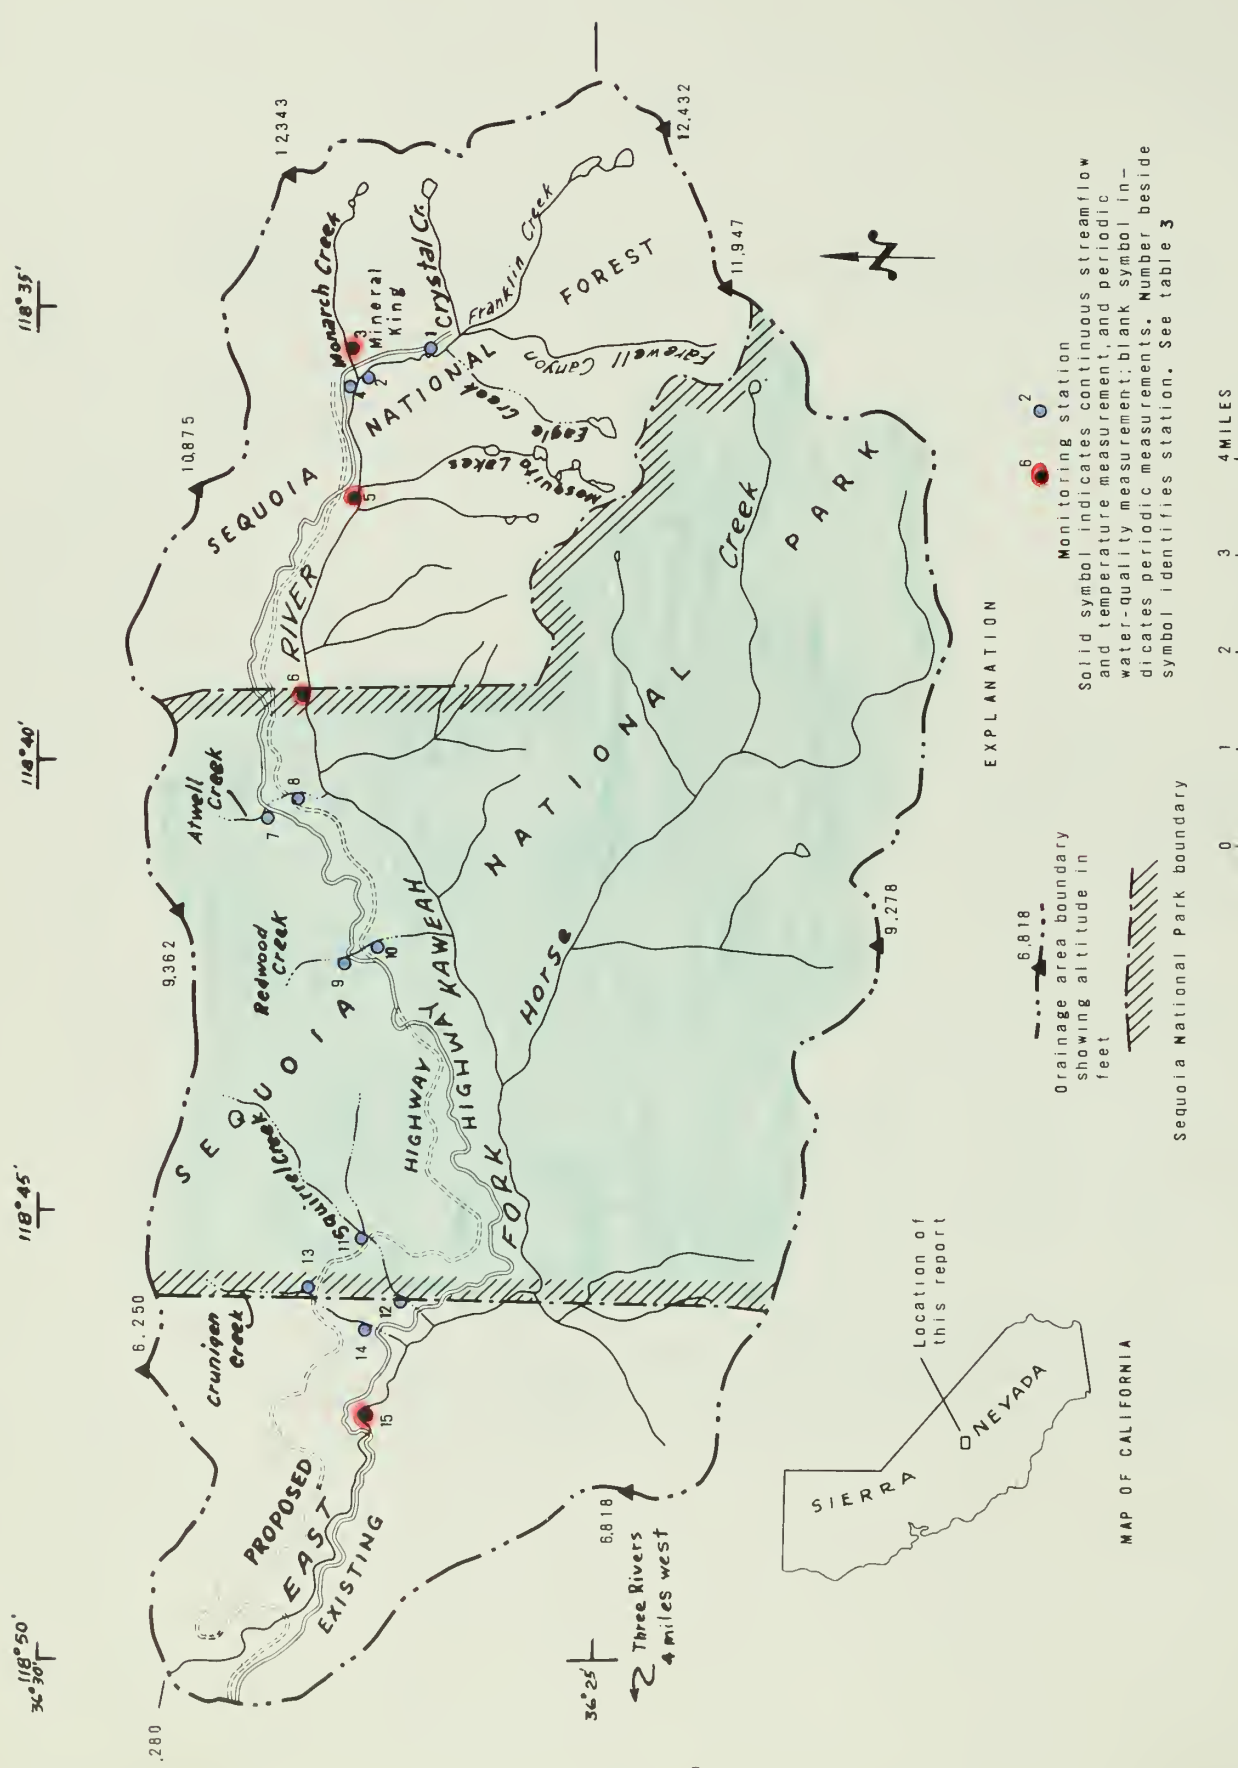 118°50'
36°30'
118°45'
118°40'
118°35'
.280
6.250
9,362
10,875
12,343
12,432
11,947
9.278
6,818
36°25'
Three Rivers
4 miles west
PROPOSED
EAST
EXISTING
Crunigen
Creek
13
14
12
15
11
Squirrel Creek
SEQUOIA
Redwood
Creek
9
10
Atwell
Creek
7
8
HIGHWAY
HIGHWAY
FORK
KAWEAH
RIVER
6
5
SEQUOIA
NATIONAL
FOREST
Monarch Creek
3
Mineral
King
Crystal Cr.
1
4
2
Franklin Creek
Farewell
Canyon
Eagle
Creek
Mosquito Lakes
Horse
Creek
NATIONAL
PARK
N
EXPLANATION
6,818
Drainage area boundary
showing altitude in
feet
Sequoia National Park boundary
6
2
Monitoring station
Solid symbol indicates continuous streamflow
and temperature measurement, and periodic
water-quality measurement; blank symbol in-
dicates periodic measurements. Number beside
symbol identifies station. See table 3
0 1 2 3 4 MILES
Location of
this report
SIERRA
NEVADA
MAP OF CALIFORNIA